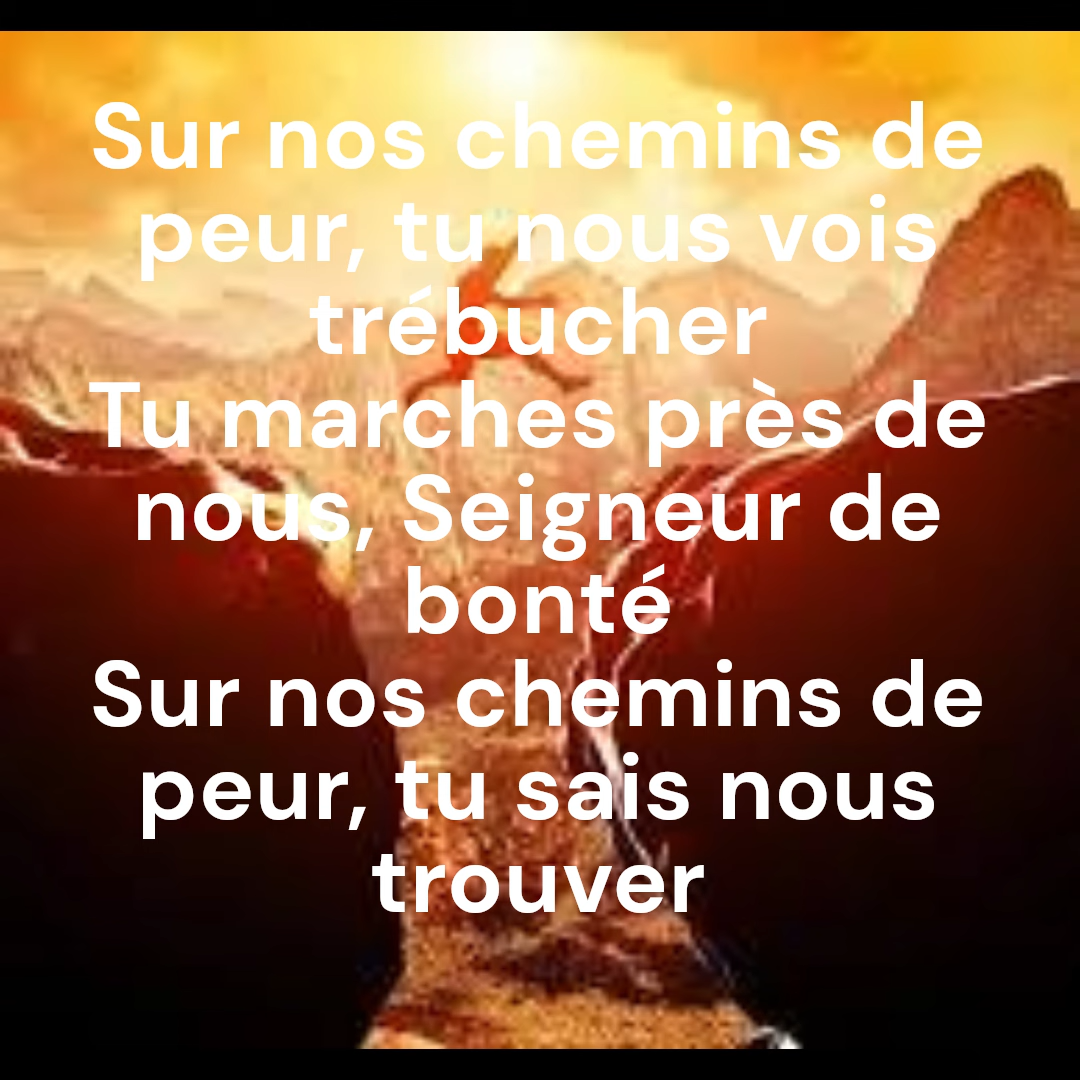 Sur nos chemins de
peur, tu nous vois
trébucher
Tu marches près de
nous, Seigneur de
bonté
Sur nos chemins de
peur, tu sais nous
trouver